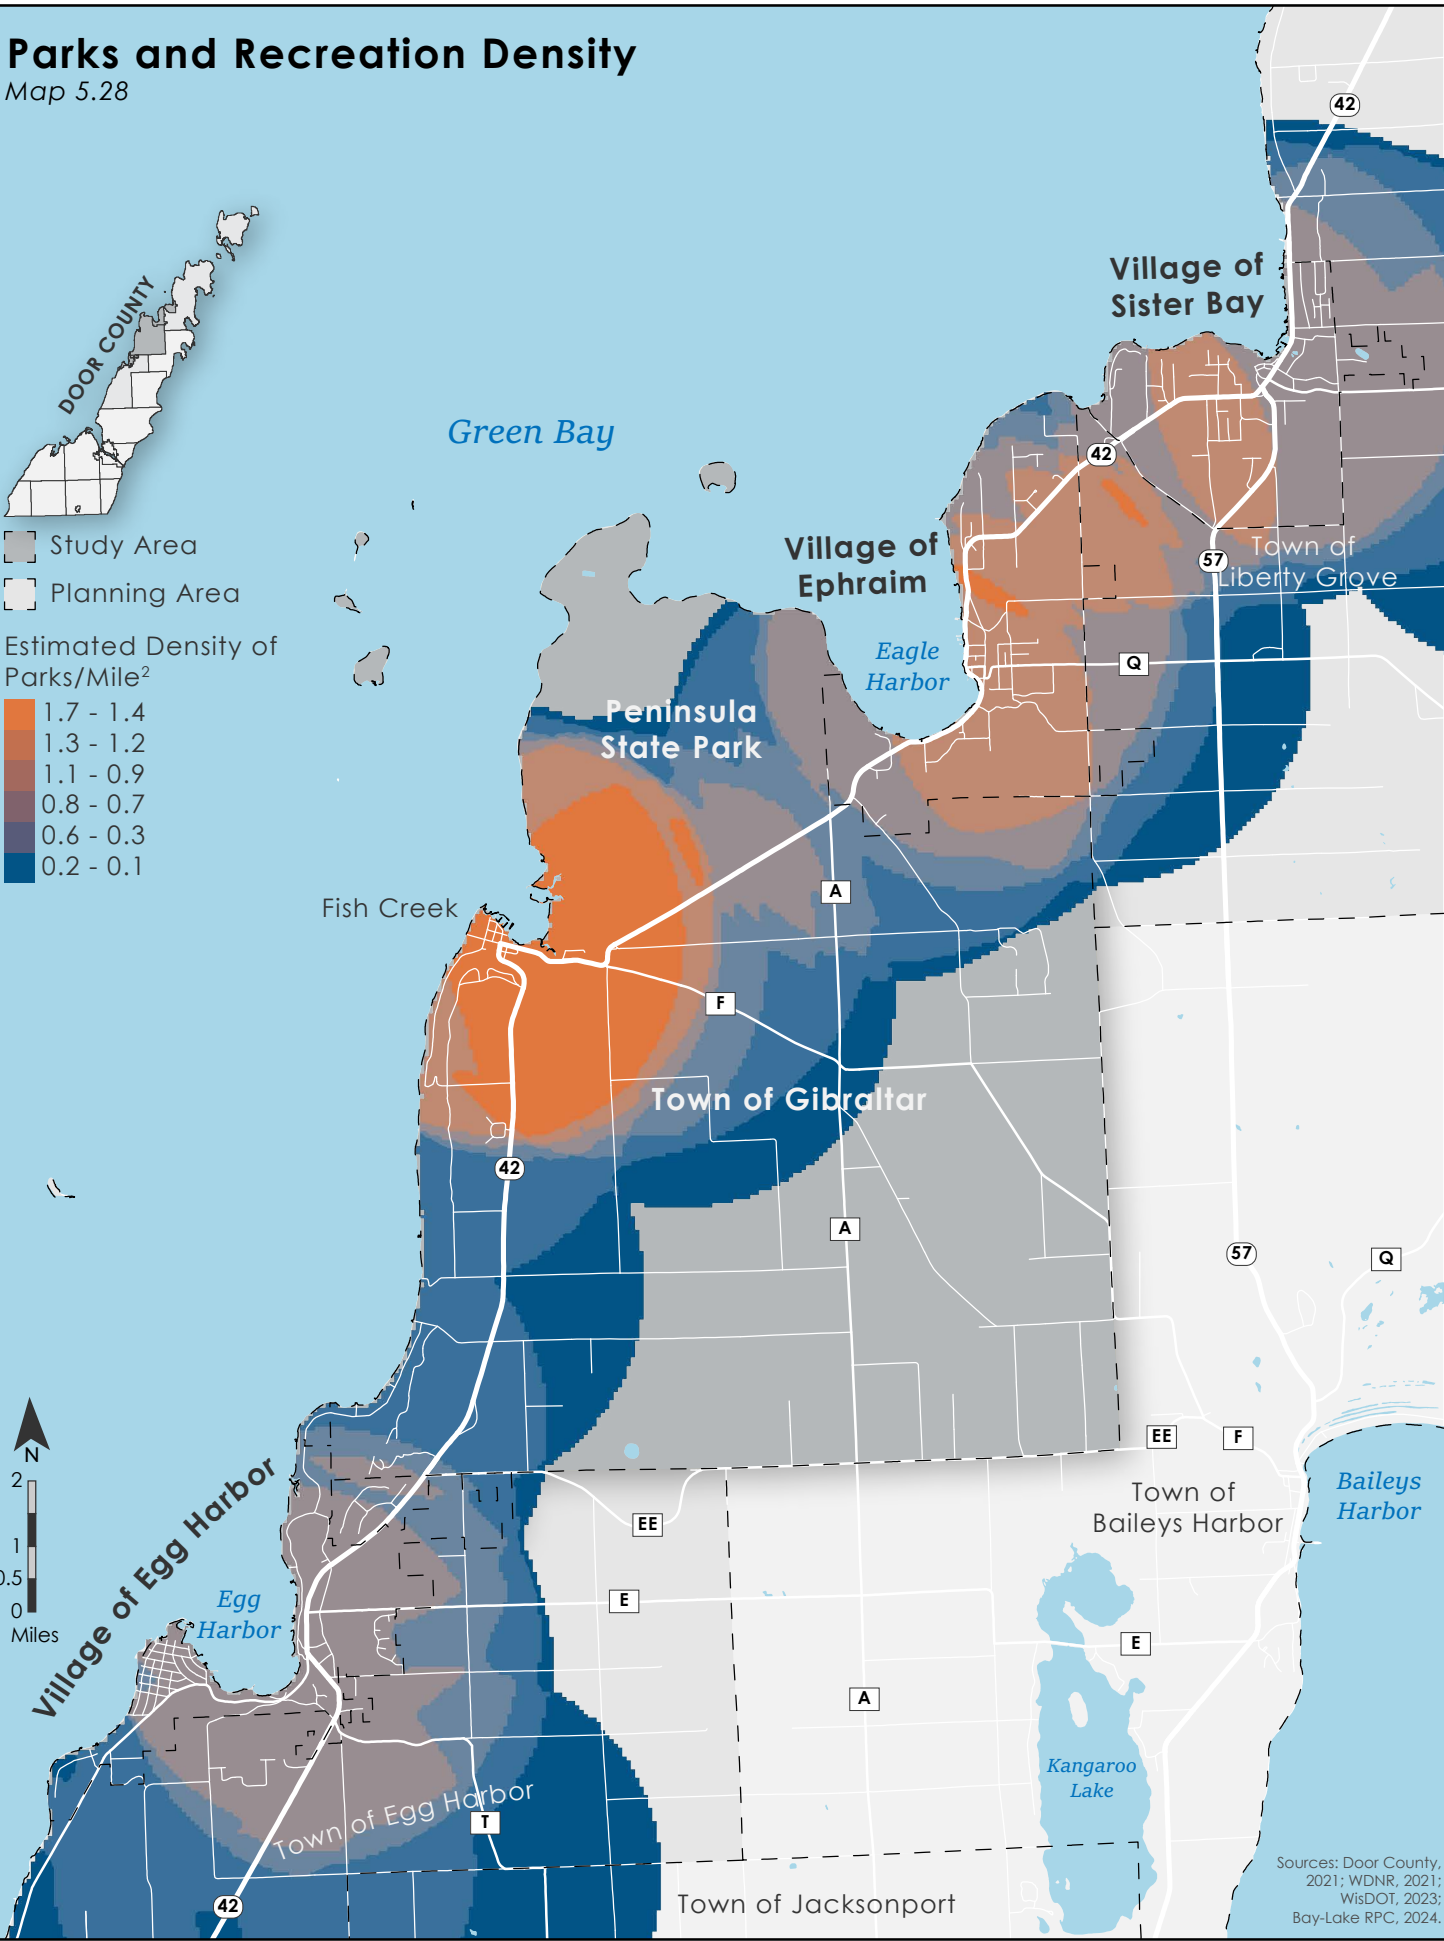 Parks and Recreation Density
Map 5.28
42
DOOR COUNTY
Village of
Sister Bay
Green Bay
42
Study Area
Planning Area
Village of
Ephraim
Town of
Liberty Grove
57
Estimated Density of
Parks/Mile²
1.7 - 1.4
1.3 - 1.2
1.1 - 0.9
0.8 - 0.7
0.6 - 0.3
0.2 - 0.1
Eagle
Harbor
Q
Peninsula
State Park
A
Fish Creek
F
Town of Gibraltar
42
A
57
Q
EE
F
N
2
1
0.5
0
Miles
Village of Egg Harbor
Egg
Harbor
EE
E
Town of
Baileys Harbor
Baileys
Harbor
E
A
Kangaroo
Lake
Town of Egg Harbor
T
42
Town of Jacksonport
Sources: Door County,
2021; WDNR, 2021;
WisDOT, 2023;
Bay-Lake RPC, 2024.